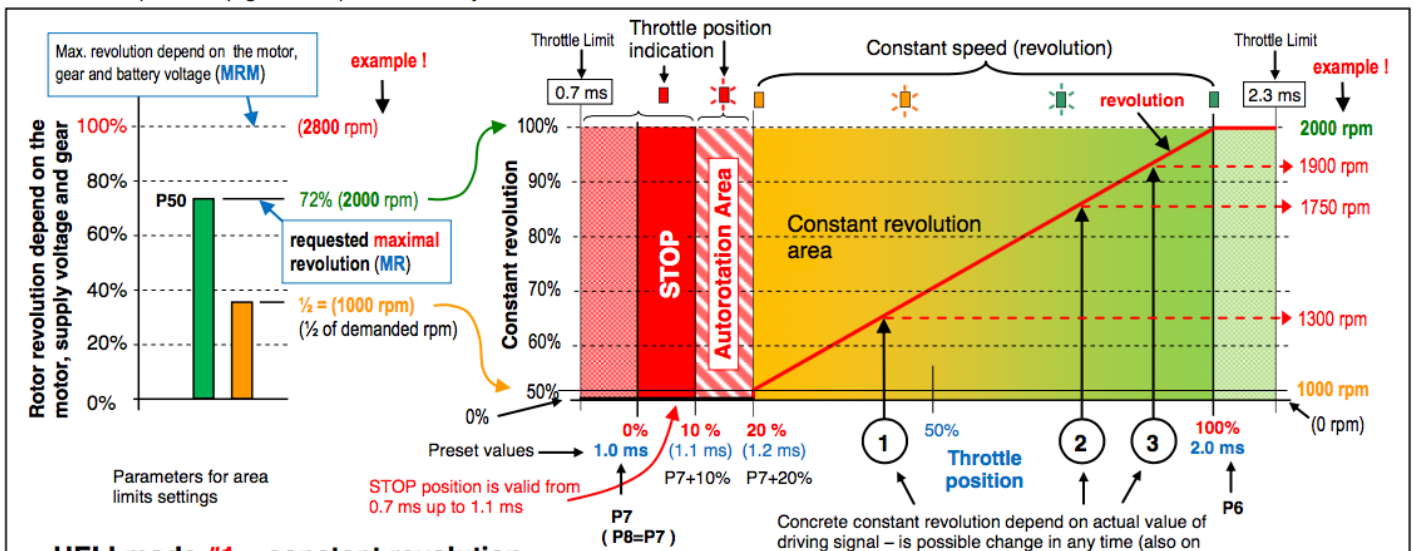 Max. revolution depend on the motor,
gear and battery voltage (MRM)
example !
Throttle Limit
0.7 ms
Throttle position
indication
Constant speed (revolution)
Throttle Limit
2.3 ms
example !
revolution
Rotor revolution depend on the
motor, supply voltage and gear
100%
80%
60%
40%
20%
0%
(2800 rpm)
P50
72% (2000 rpm)
requested maximal
revolution (MR)
½ = (1000 rpm)
(½ of demanded rpm)
Constant revolution
100%
90%
80%
70%
60%
50%
0%
STOP
Autorotation Area
Constant revolution
area
2000 rpm
1900 rpm
1750 rpm
1300 rpm
1000 rpm
(0 rpm)
Preset values
0%
1.0 ms
10 %
(1.1 ms)
P7+10%
20 %
(1.2 ms)
P7+20%
1
50%
Throttle
position
2
3
100%
2.0 ms
P6
Parameters for area
limits settings
STOP position is valid from
0.7 ms up to 1.1 ms
P7
( P8=P7 )
Concrete constant revolution depend on actual value of
driving signal – is possible change in any time (also on